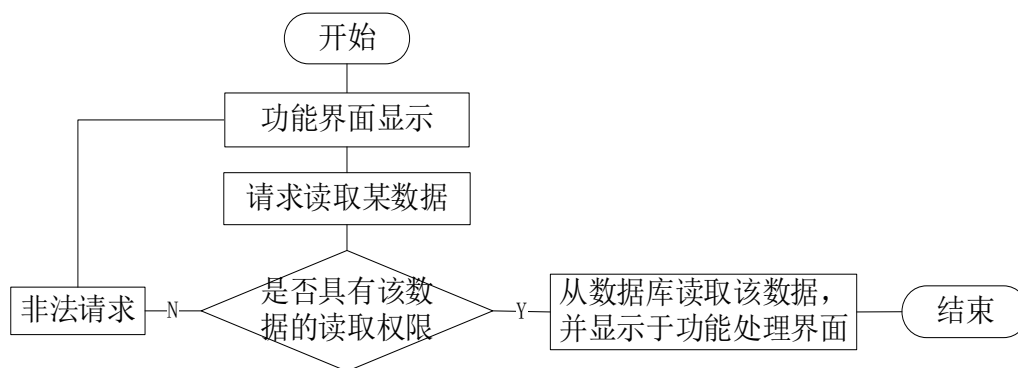 开始
功能界面显示
请求读取某数据
是否具有该数
据的读取权限
N
非法请求
Y
从数据库读取该数据，
并显示于功能处理界面
结束